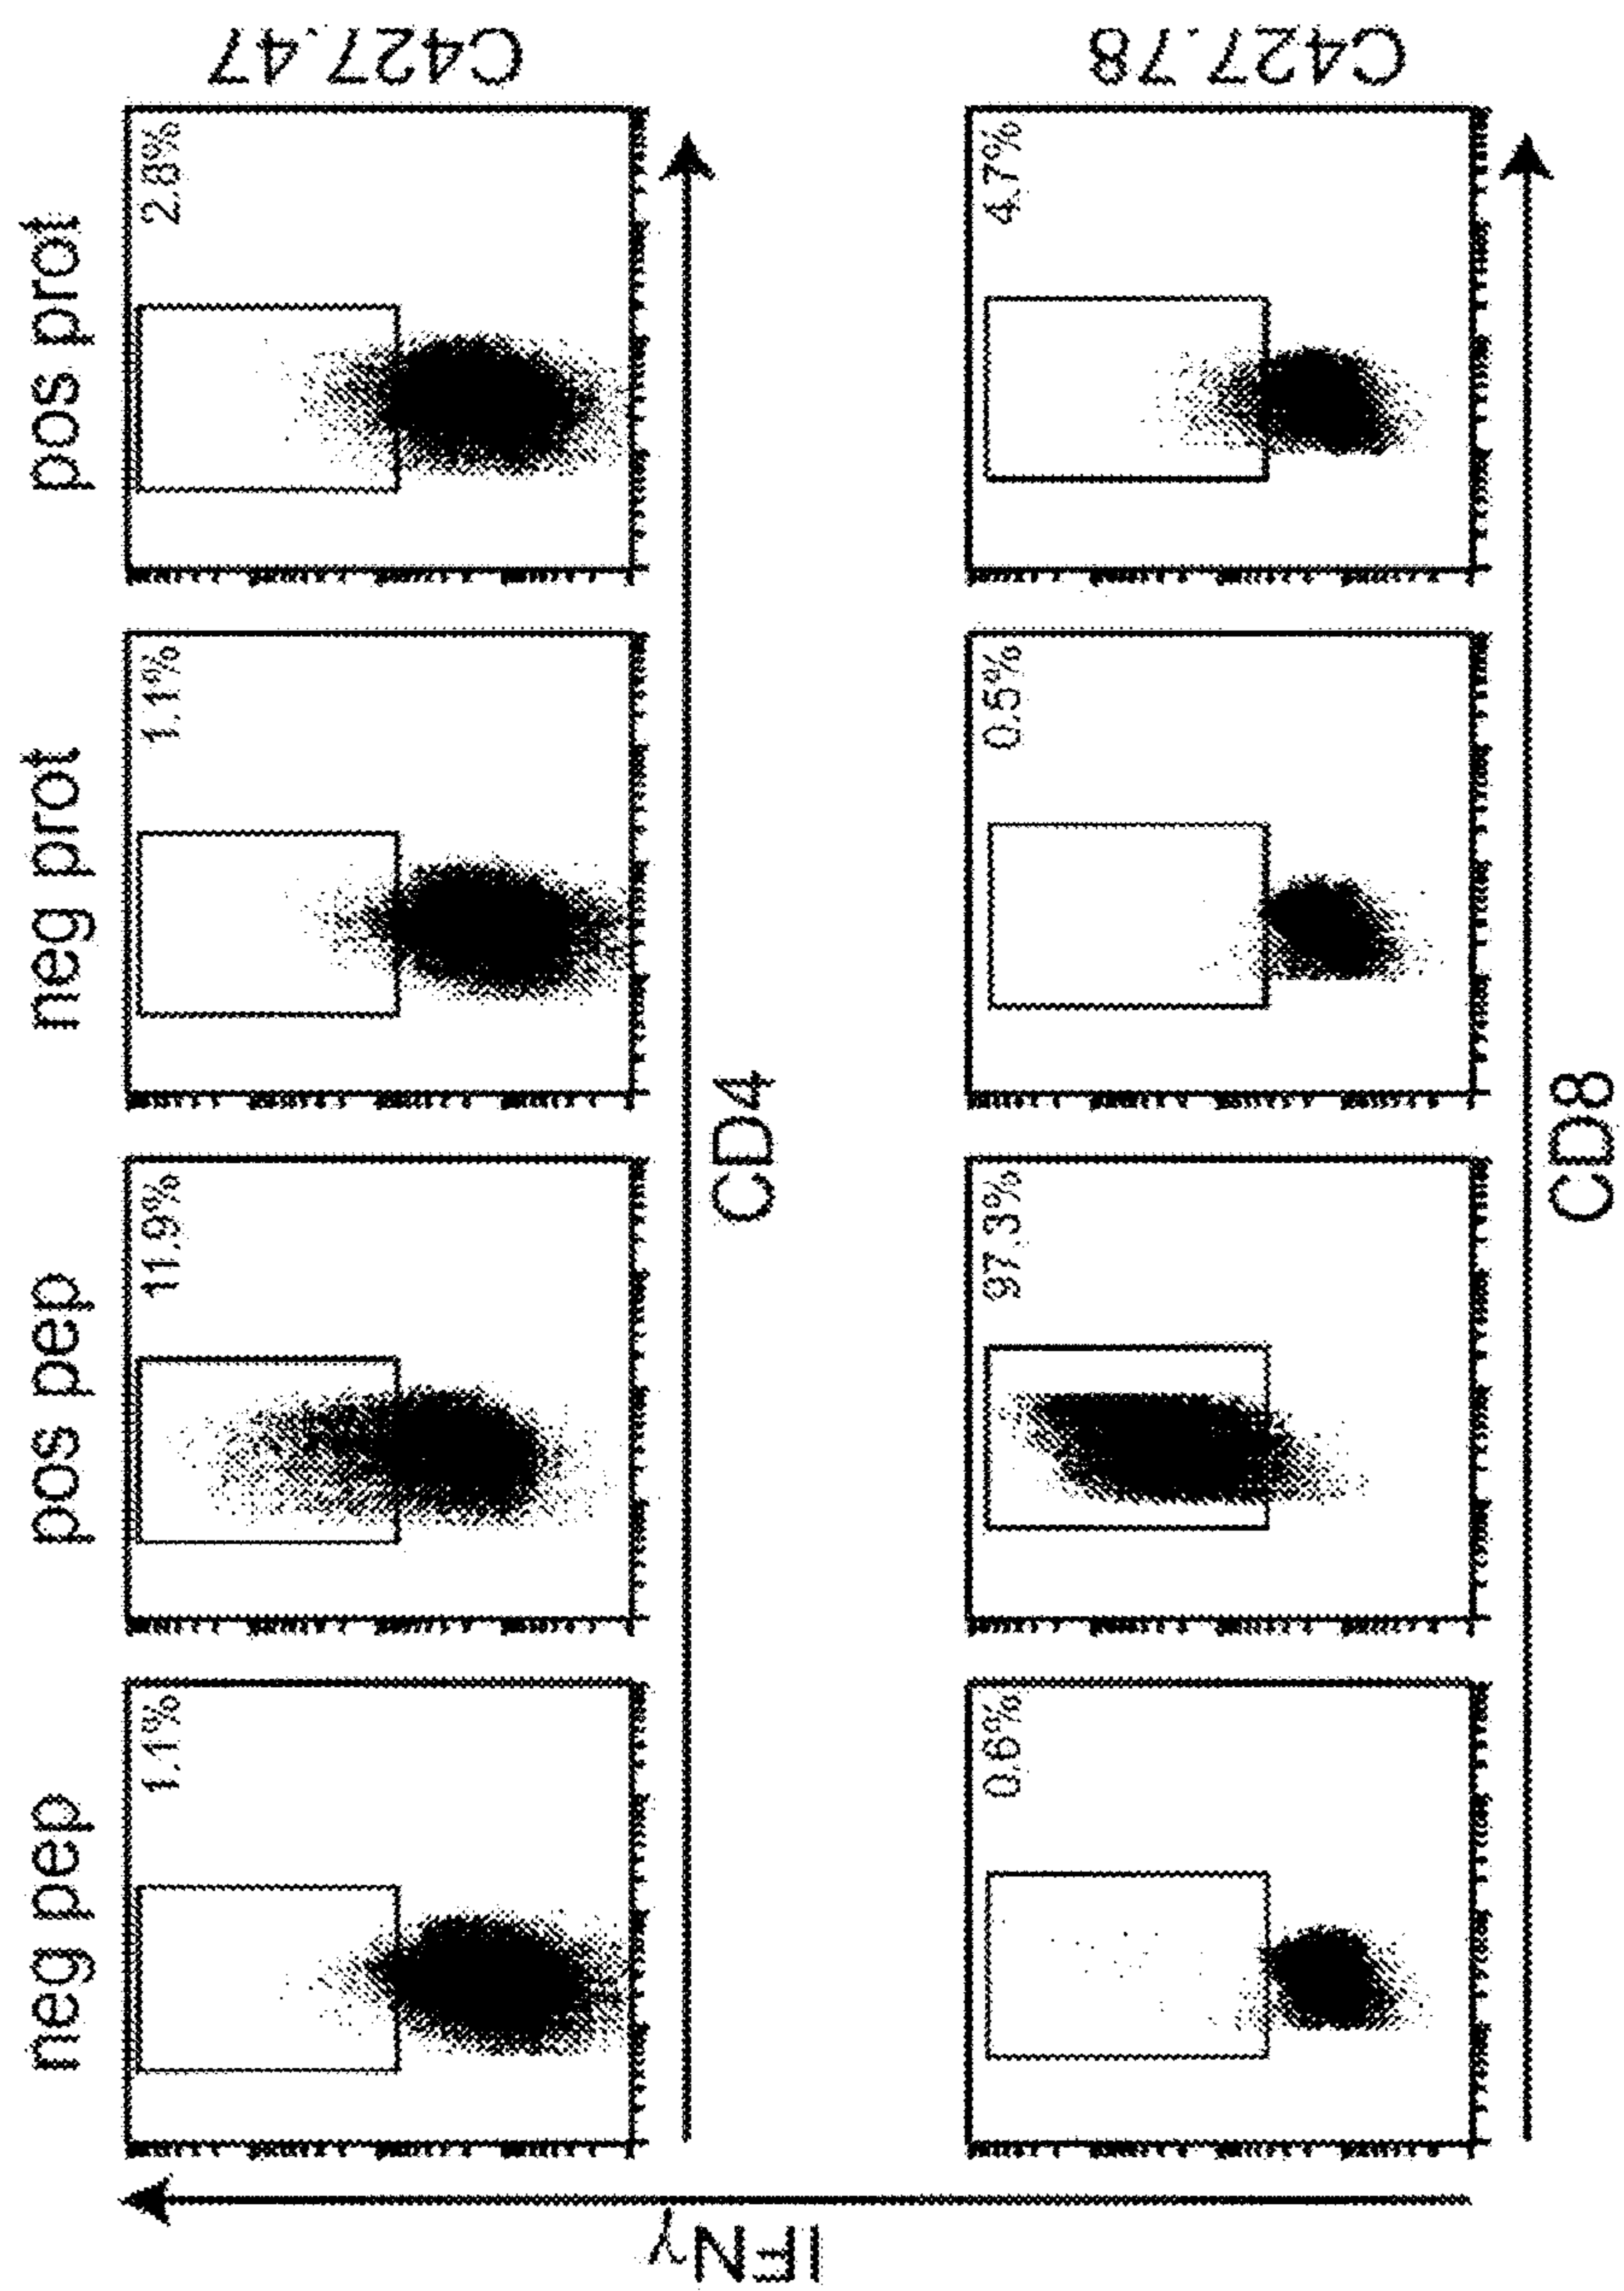 neg pep
pos pep
neg prot
pos prot
1.1%
11.9%
1.1%
2.8%
C427.47
CD4
0.6%
97.3%
0.5%
4.7%
C427.78
CD8
IFNγ